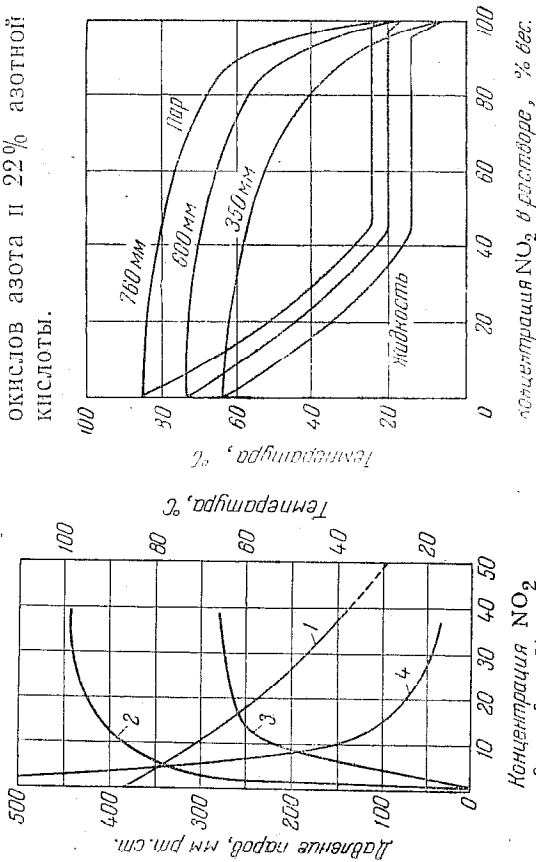 окислов азота и 22% азотной
кислоты.
Температура, °C
100
80
60
40
20
0
20
40
60
80
100
760 мм
600 мм
350 мм
Пар
Жидкость
концентрация NO₂ в растворе, % вес.
Давление паров, мм рт.ст.
500
400
300
200
100
0
10
20
30
40
50
Температура, °C
100
80
60
40
20
1
2
3
4
Концентрация NO₂